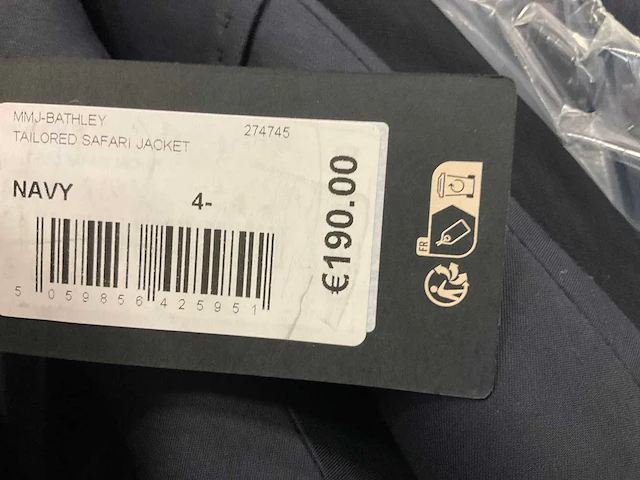 MMJ-BATHLEY
274745
TAILORED SAFARI JACKET
NAVY
4-
€190.00
5 059856 425951
FR